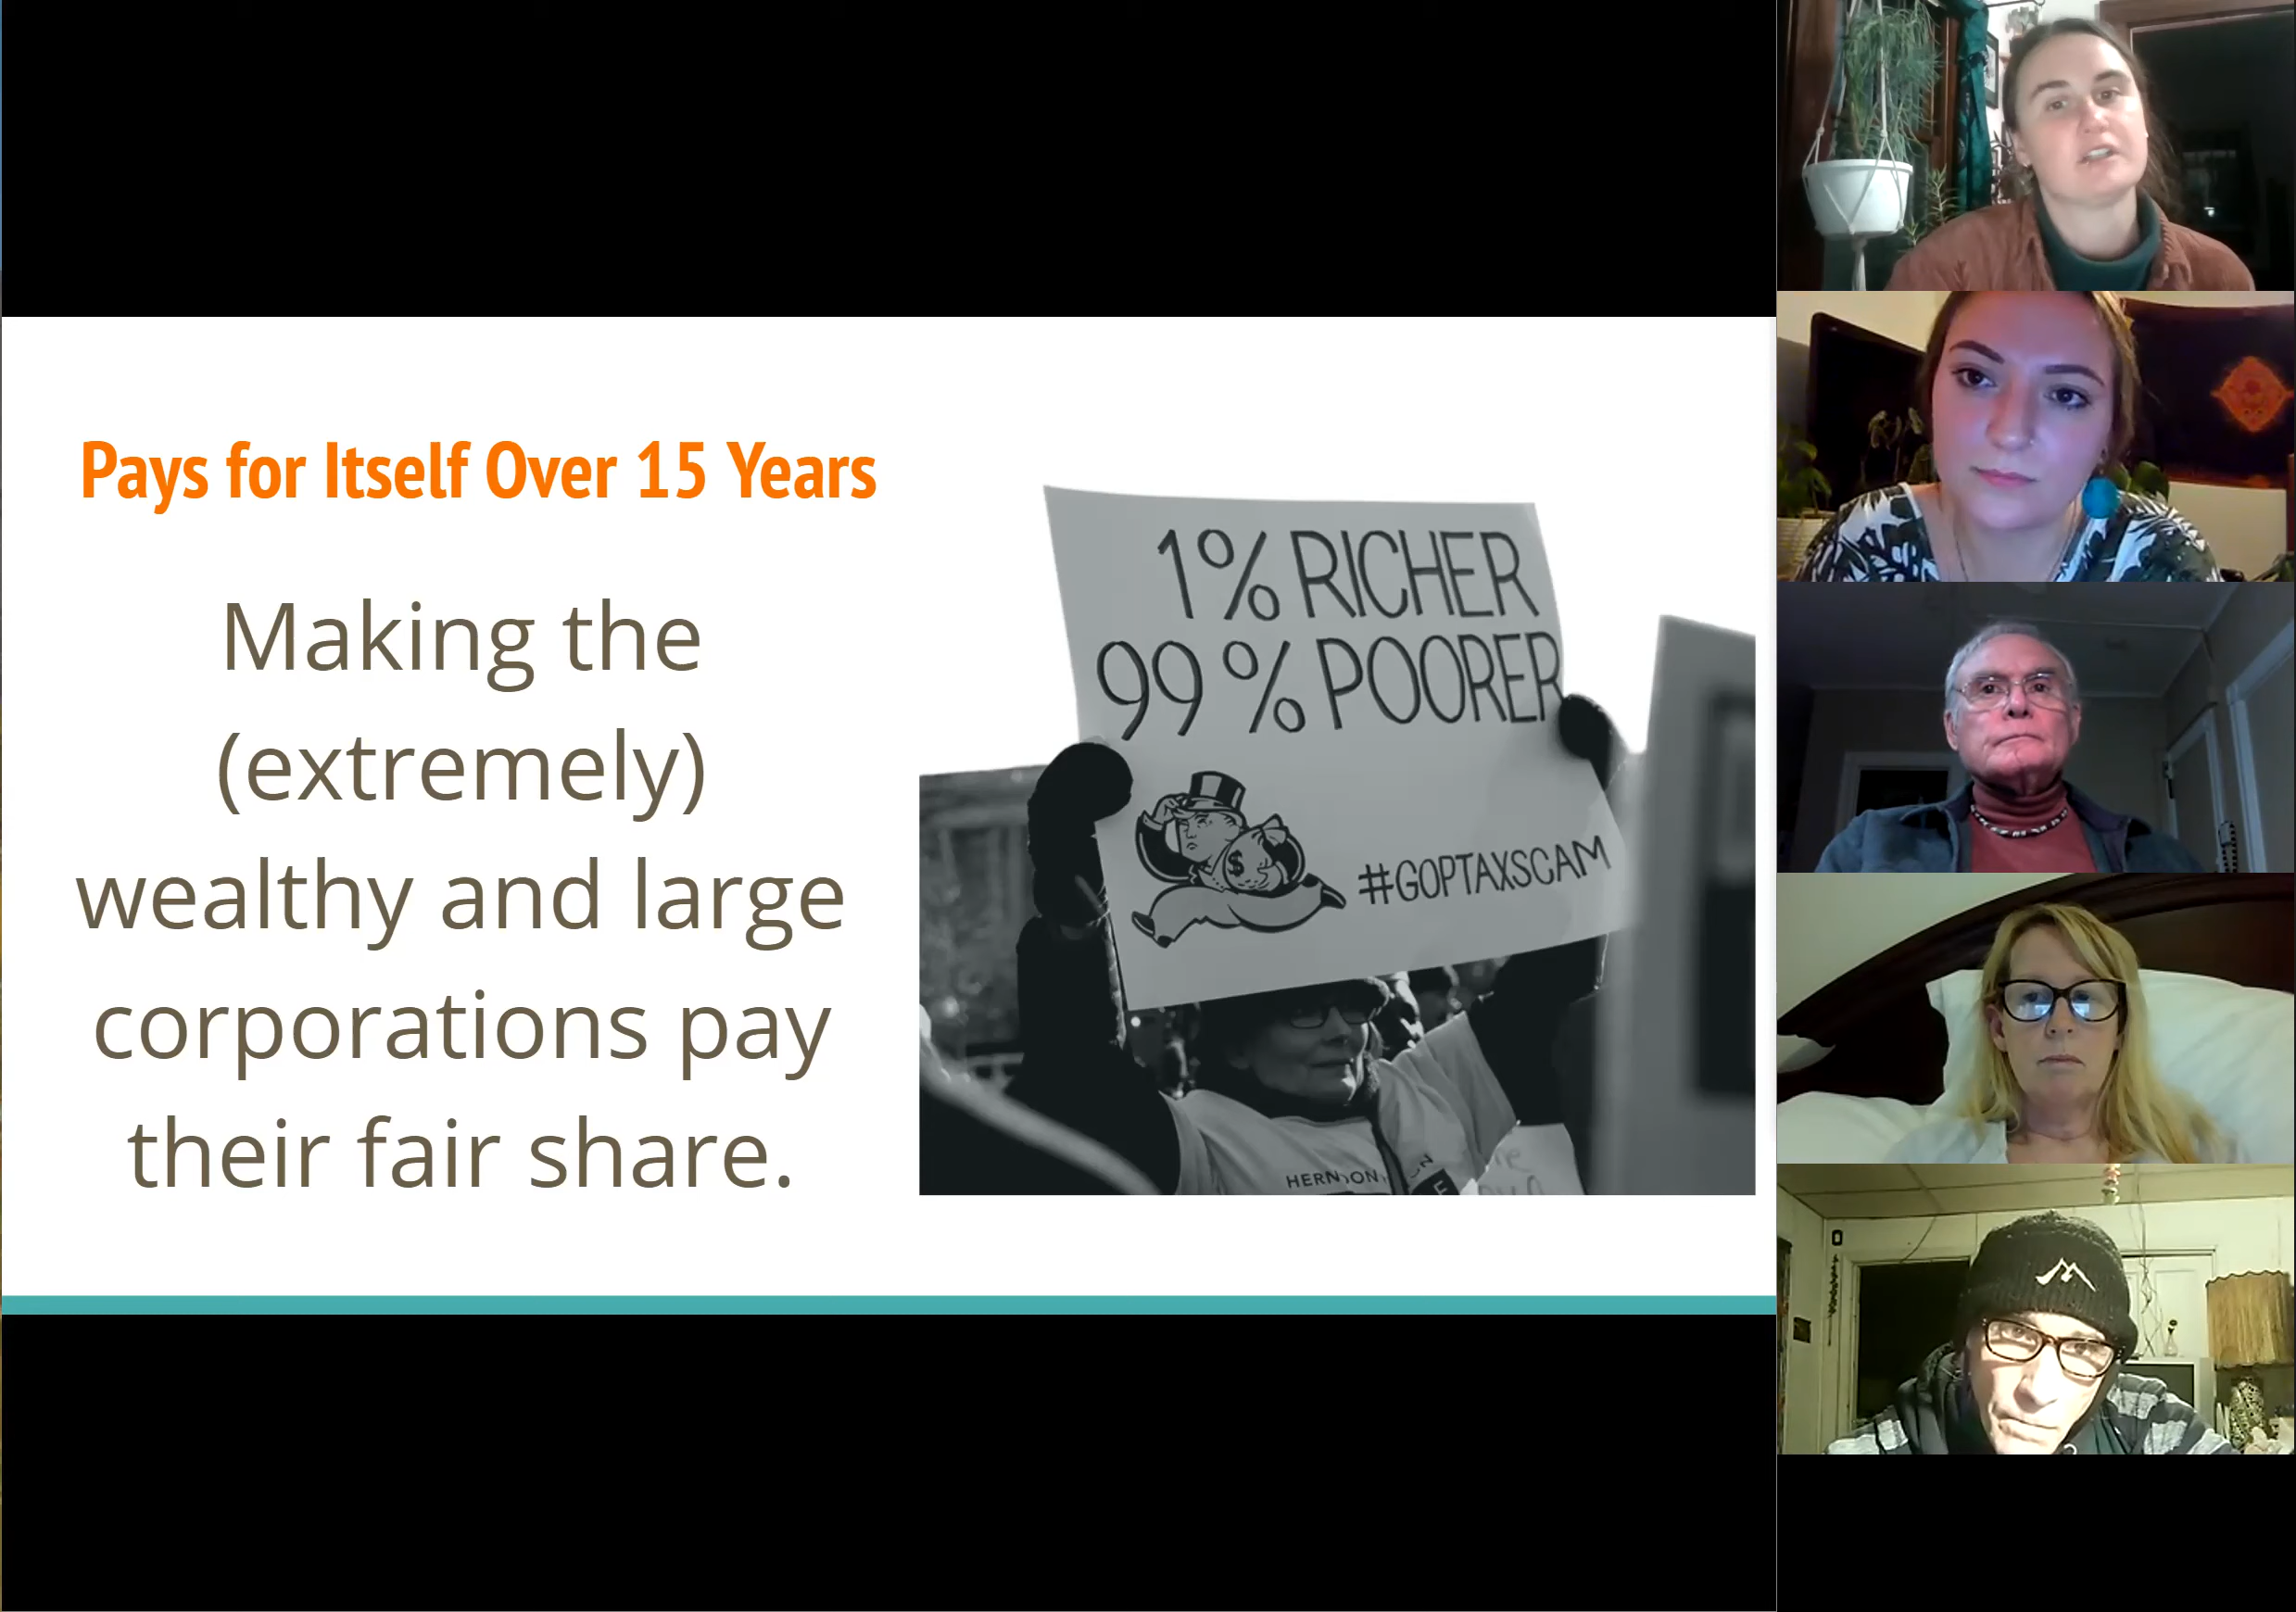 Pays for Itself Over 15 Years
Making the
(extremely)
wealthy and large
corporations pay
their fair share.
1% RICHER
99% POORER
$
#GOPTAXSCAM
HERNDON